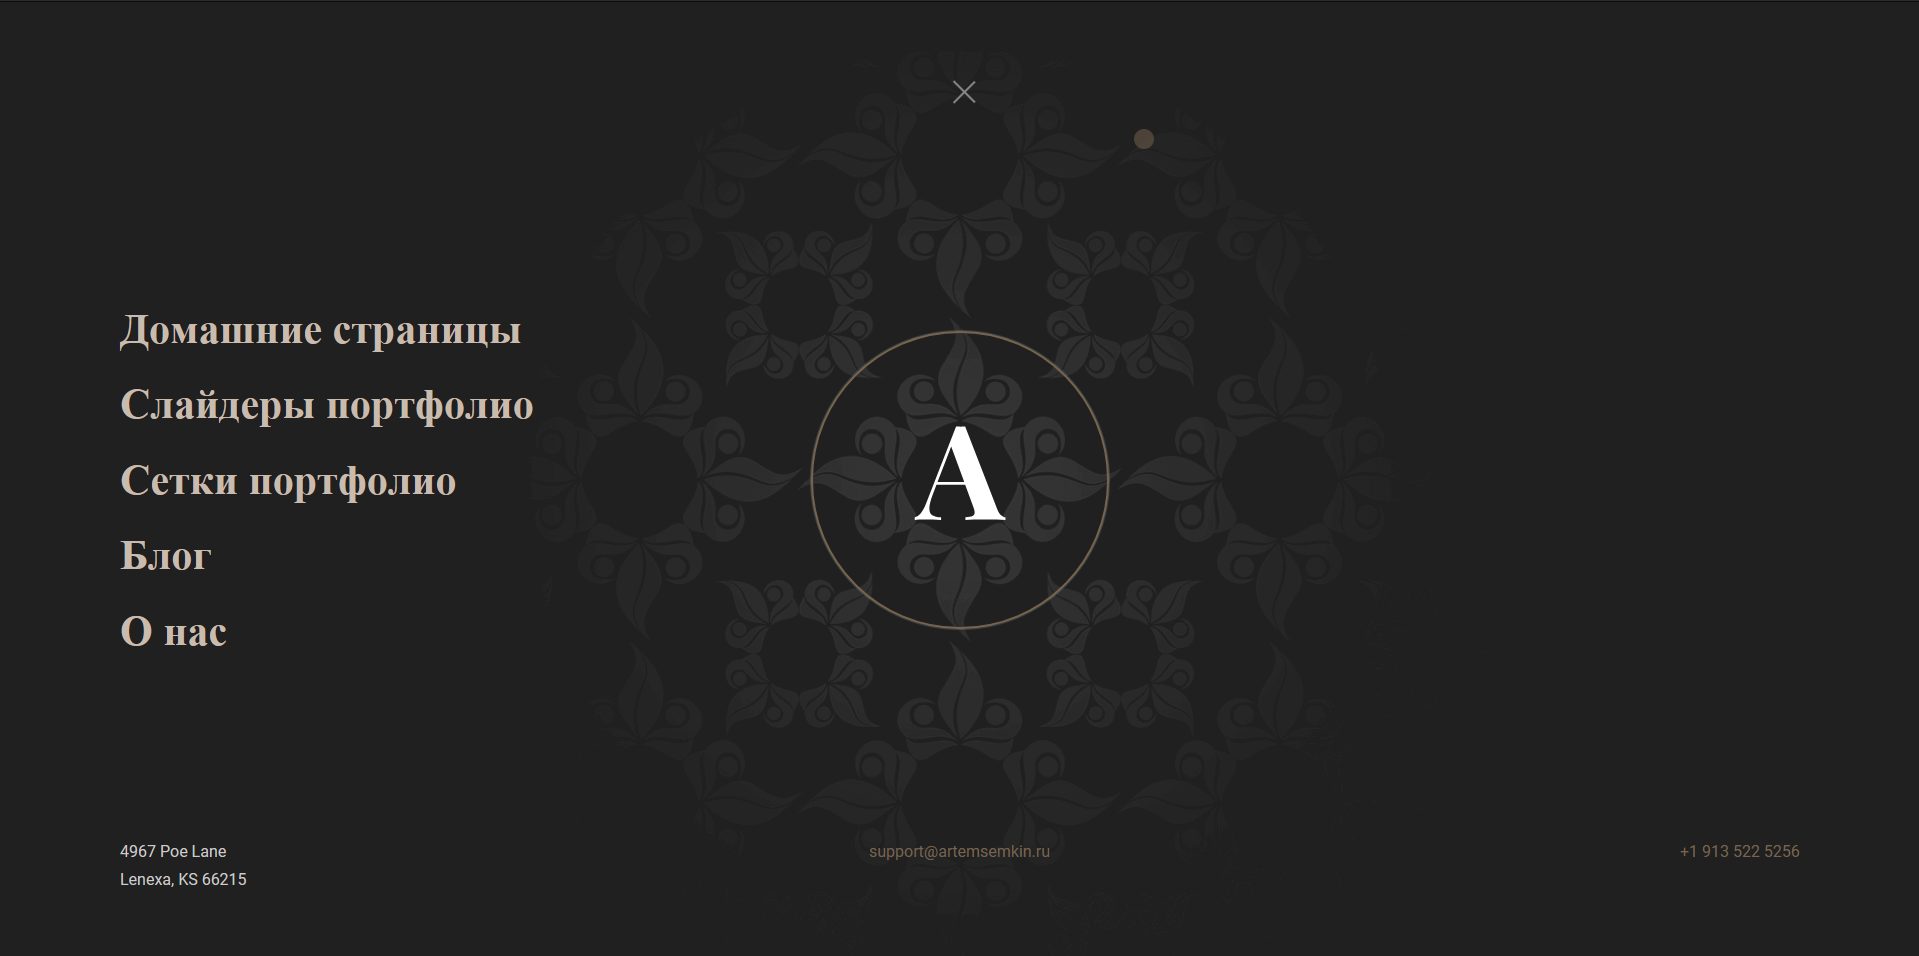 Домашние страницы
Слайдеры портфолио
Сетки портфолио
Блог
О нас
A
4967 Poe Lane
Lenexa, KS 66215
support@artemsemkin.ru
+1 913 522 5256